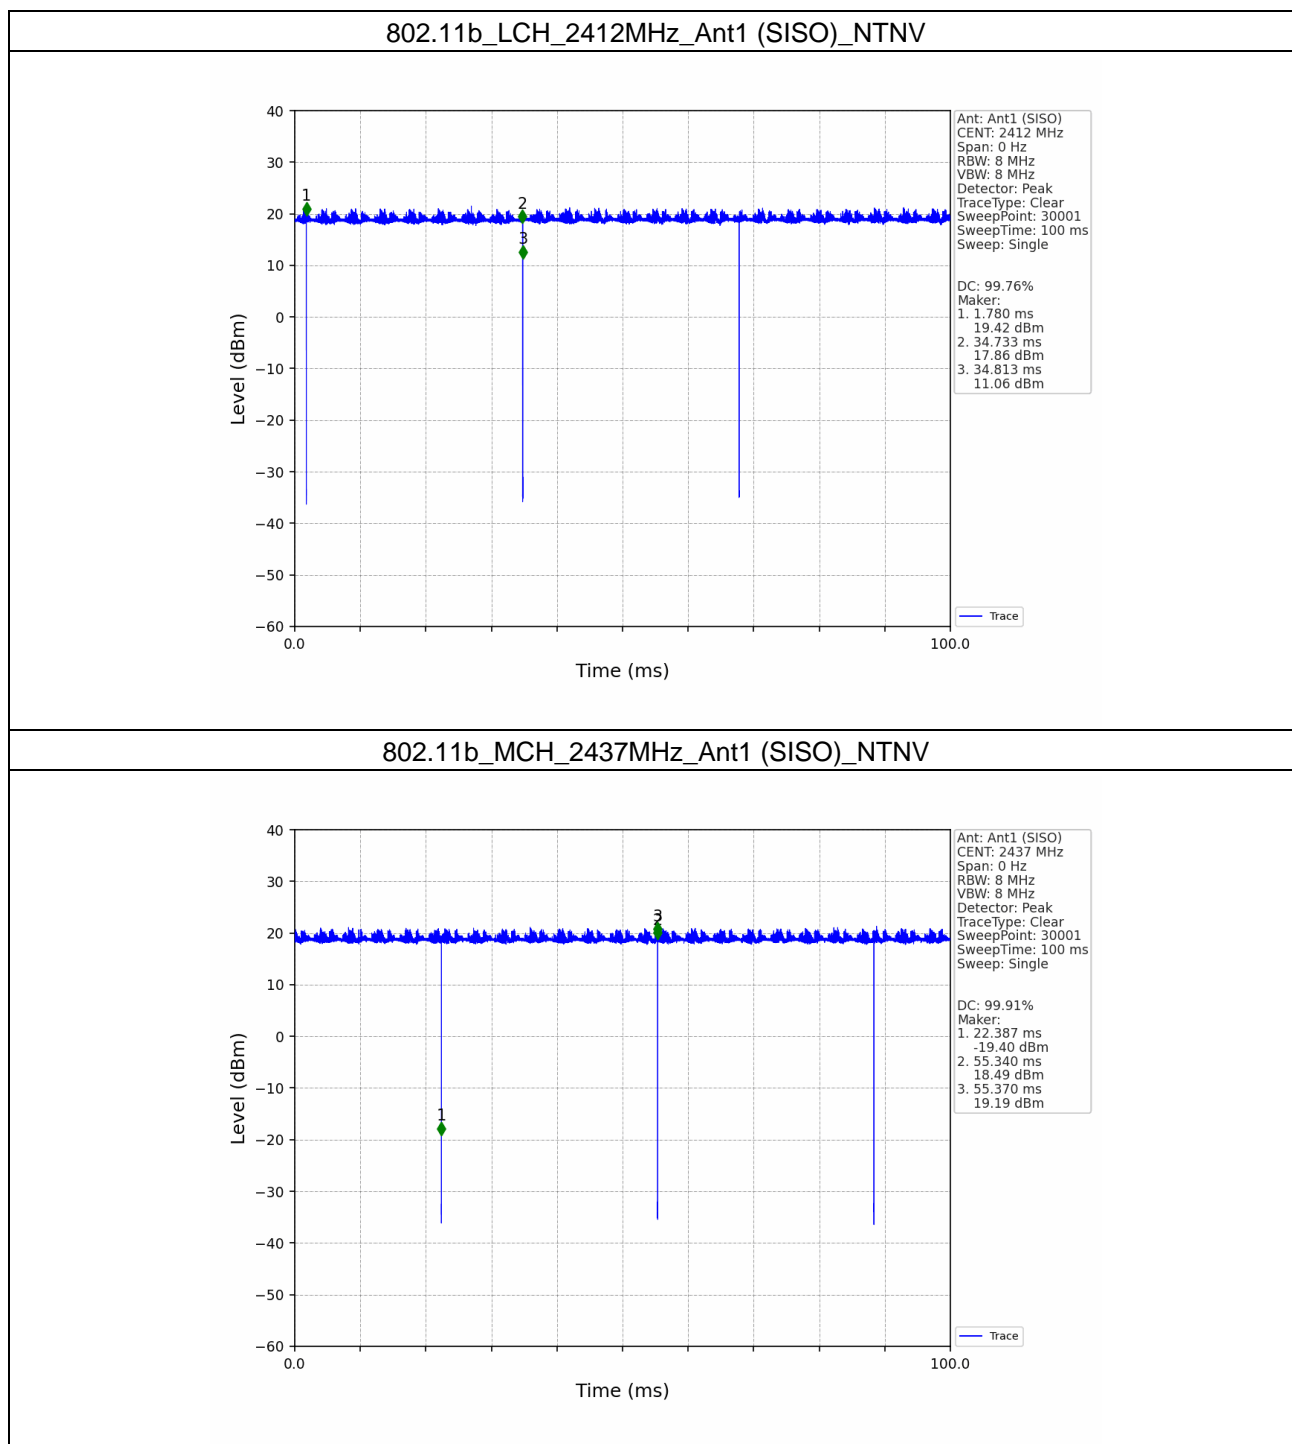 802.11b_LCH_2412MHz_Ant1 (SISO)_NTNV
40
30
20
10
0
−10
−20
−30
−40
−50
−60
Level (dBm)
1
2
3
0.0
100.0
Time (ms)
Ant: Ant1 (SISO)
CENT: 2412 MHz
Span: 0 Hz
RBW: 8 MHz
VBW: 8 MHz
Detector: Peak
TraceType: Clear
SweepPoint: 30001
SweepTime: 100 ms
Sweep: Single
DC: 99.76%
Maker:
1. 1.780 ms
19.42 dBm
2. 34.733 ms
17.86 dBm
3. 34.813 ms
11.06 dBm
Trace
802.11b_MCH_2437MHz_Ant1 (SISO)_NTNV
40
30
20
10
0
−10
−20
−30
−40
−50
−60
Level (dBm)
1
2
3
0.0
100.0
Time (ms)
Ant: Ant1 (SISO)
CENT: 2437 MHz
Span: 0 Hz
RBW: 8 MHz
VBW: 8 MHz
Detector: Peak
TraceType: Clear
SweepPoint: 30001
SweepTime: 100 ms
Sweep: Single
DC: 99.91%
Maker:
1. 22.387 ms
-19.40 dBm
2. 55.340 ms
18.49 dBm
3. 55.370 ms
19.19 dBm
Trace